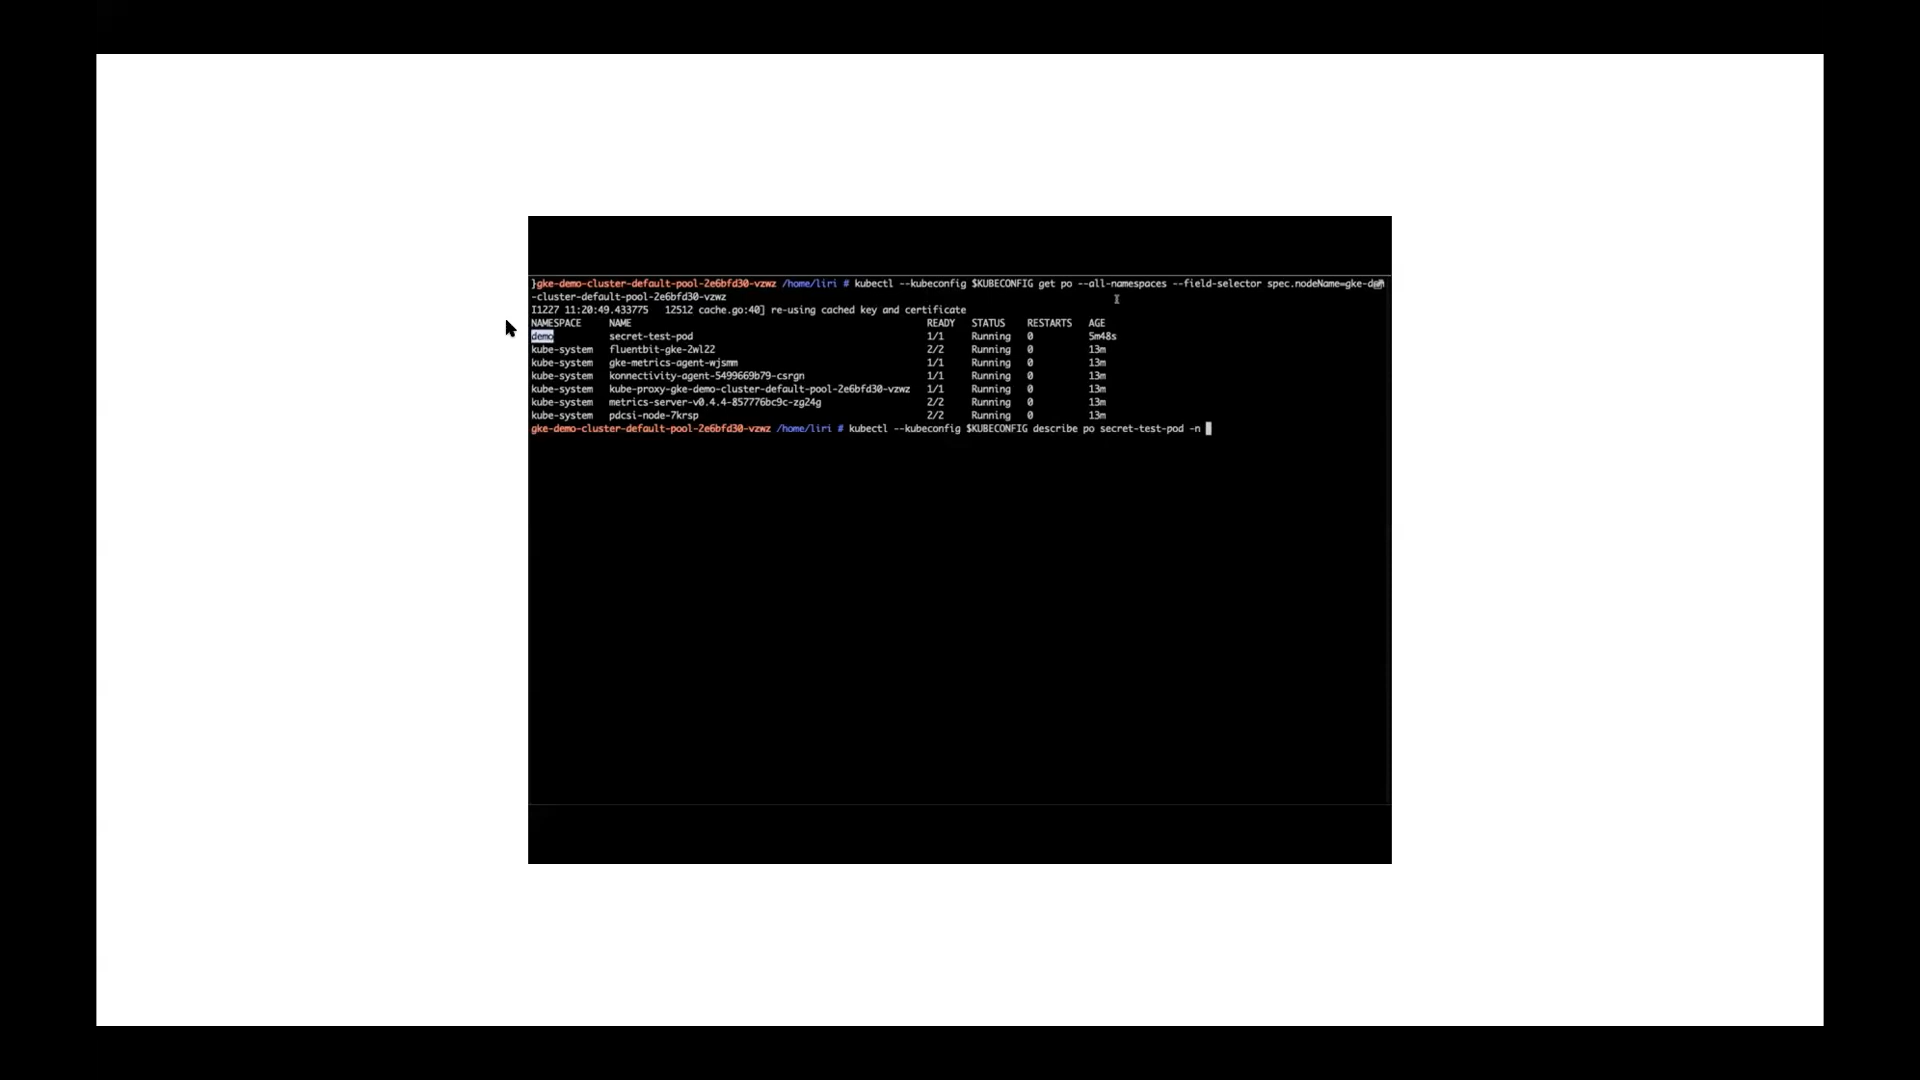 }gke-demo-cluster-default-pool-2e6bfd30-vzwz /home/liri # kubectl --kubeconfig $KUBECONFIG get po --all-namespaces --field-selector spec.nodeName=gke-dem
-cluster-default-pool-2e6bfd30-vzwz
I1227 11:20:49.433775 12512 cache.go:40] re-using cached key and certificate
NAMESPACE NAME READY STATUS RESTARTS AGE
demo secret-test-pod 1/1 Running 0 5m48s
kube-system fluentbit-gke-2wl22 2/2 Running 0 13m
kube-system gke-metrics-agent-wjsmm 1/1 Running 0 13m
kube-system konnectivity-agent-5499669b79-csrgn 1/1 Running 0 13m
kube-system kube-proxy-gke-demo-cluster-default-pool-2e6bfd30-vzwz 1/1 Running 0 13m
kube-system metrics-server-v0.4.4-857776bc9c-zg24g 2/2 Running 0 13m
kube-system pdcsi-node-7krsp 2/2 Running 0 13m
gke-demo-cluster-default-pool-2e6bfd30-vzwz /home/liri # kubectl --kubeconfig $KUBECONFIG describe po secret-test-pod -n